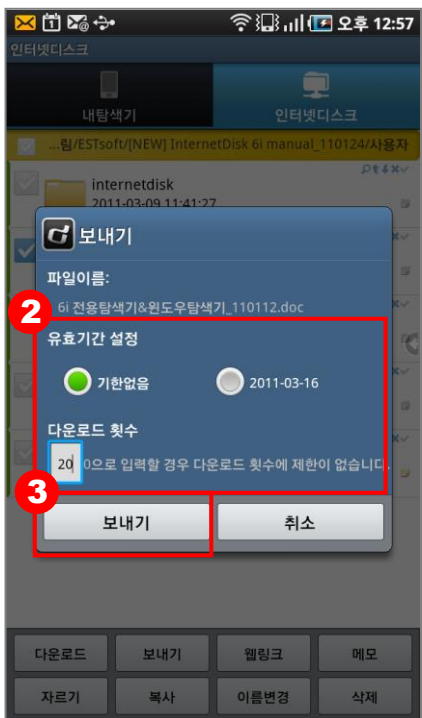 오후 12:57
인터넷디스크
내탐색기
인터넷디스크
...림/ESTsoft/[NEW] InternetDisk 6i manual_110124/사용자
internetdisk
2011-03-09 11:41:27
보내기
파일이름:
6i 전용탐색기&윈도우탐색기_110112.doc
2
유효기간 설정
기한없음
2011-03-16
다운로드 횟수
20 0으로 입력할 경우 다운로드 횟수에 제한이 없습니다.
3
보내기
취소
다운로드
보내기
웹링크
메모
자르기
복사
이름변경
삭제